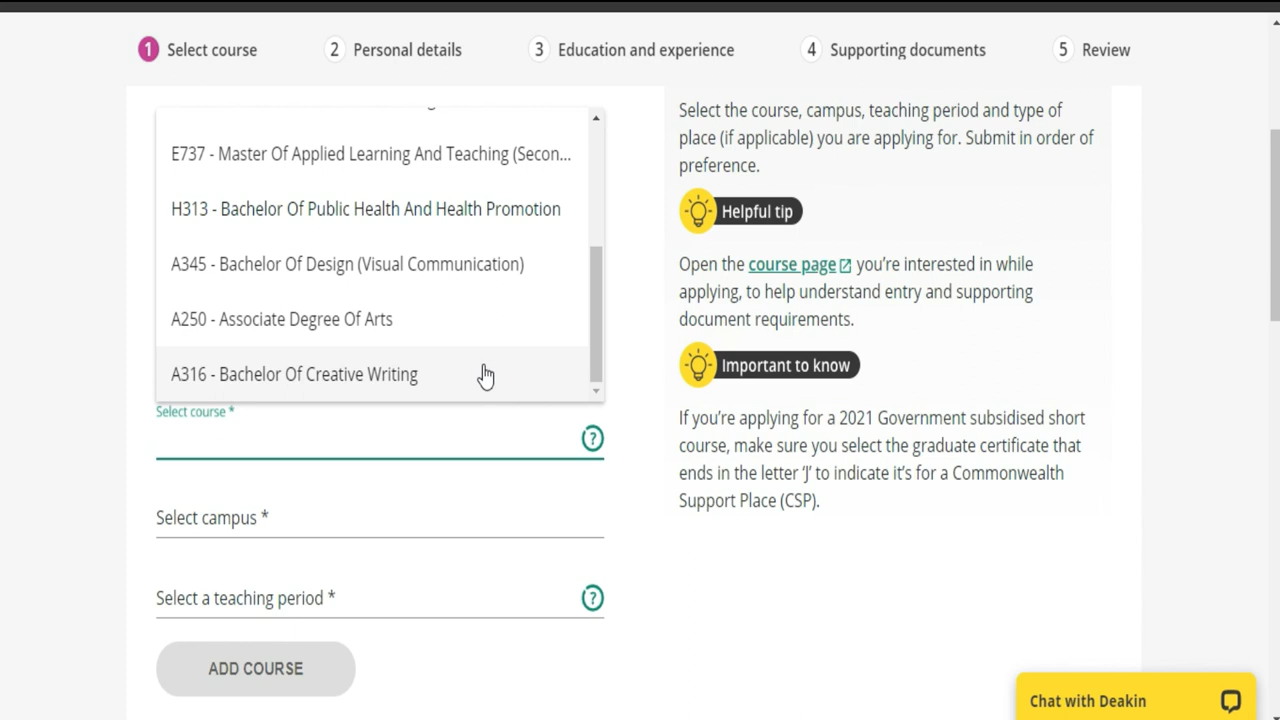 1 Select course 2 Personal details 3 Education and experience 4 Supporting documents 5 Review
E737 - Master Of Applied Learning And Teaching (Secon...
H313 - Bachelor Of Public Health And Health Promotion
A345 - Bachelor Of Design (Visual Communication)
A250 - Associate Degree Of Arts
A316 - Bachelor Of Creative Writing
Select course *
?
Select campus *
Select a teaching period *
?
ADD COURSE
Select the course, campus, teaching period and type of
place (if applicable) you are applying for. Submit in order of
preference.
Helpful tip
Open the course page you’re interested in while
applying, to help understand entry and supporting
document requirements.
Important to know
If you’re applying for a 2021 Government subsidised short
course, make sure you select the graduate certificate that
ends in the letter ‘J’ to indicate it’s for a Commonwealth
Support Place (CSP).
Chat with Deakin